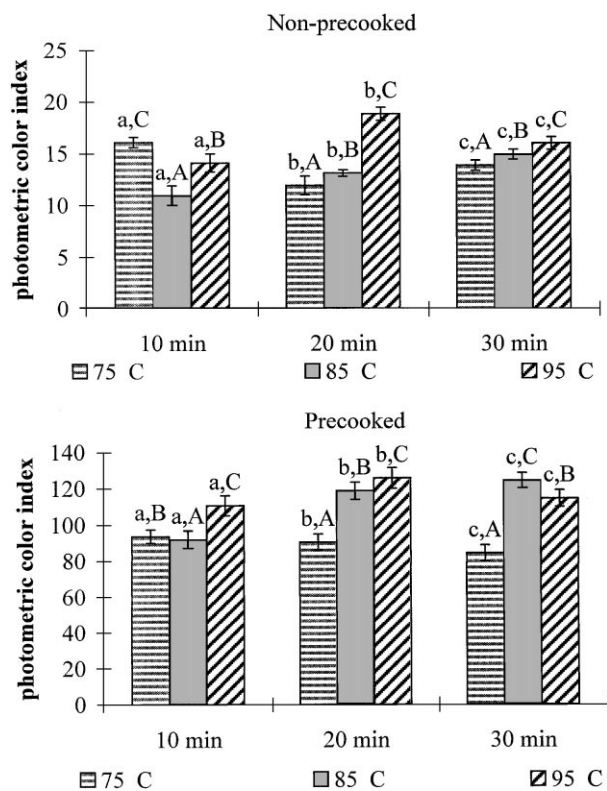 Non-precooked
photometric color index
25
20
15
10
5
0
a,C
a,A
a,B
b,A
b,B
b,C
c,A
c,B
c,C
10 min
20 min
30 min
75 C
85 C
95 C
Precooked
photometric color index
140
120
100
80
60
40
20
0
a,B
a,A
a,C
b,A
b,B
b,C
c,A
c,C
c,B
10 min
20 min
30 min
75 C
85 C
95 C